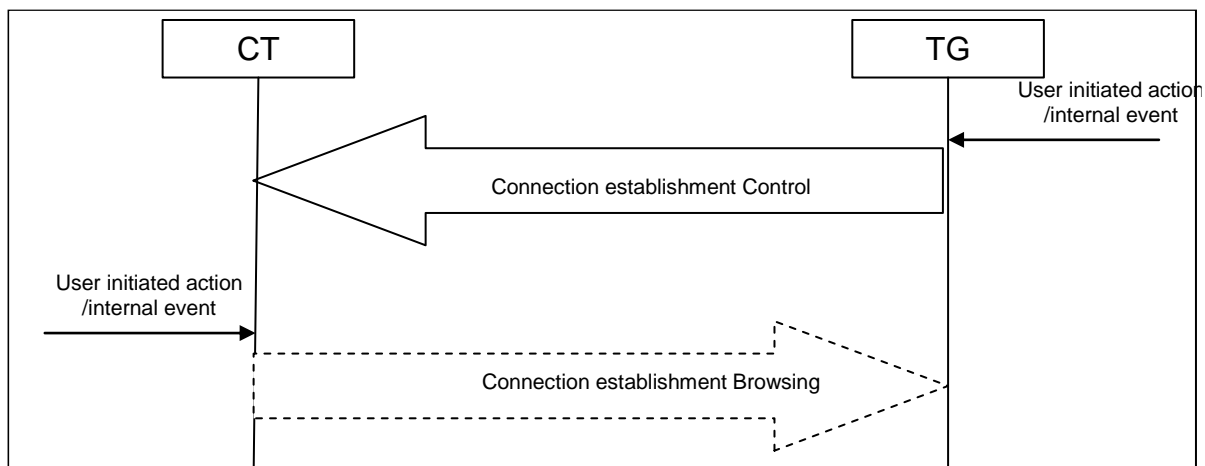 CT
TG
User initiated action
/internal event
Connection establishment Control
User initiated action
/internal event
Connection establishment Browsing